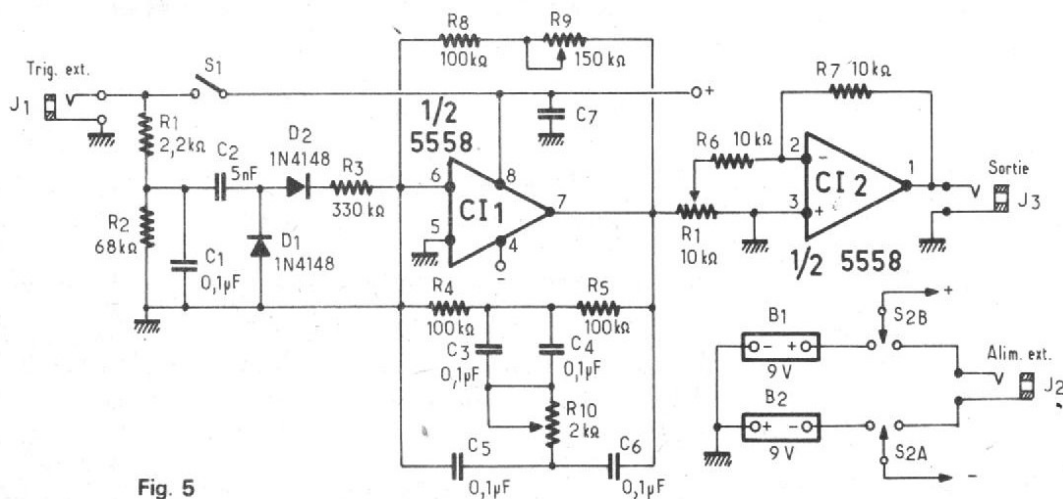 R8
100kΩ
R9
150kΩ
Trig. ext.
J1
S1
+
R1
2,2kΩ
C2
5nF
D2
1N4148
R3
330kΩ
1/2
5558
C7
6
8
CI1
5
4
-
7
R2
68kΩ
C1
0,1µF
D1
1N4148
R7 10kΩ
R6
10kΩ
2
-
CI2
1
3
+
R1
10kΩ
1/2 5558
Sortie
J3
R4
100kΩ
R5
100kΩ
C3
0,1µF
C4
0,1µF
R10
2kΩ
C5
0,1µF
C6
0,1µF
B1
- +
9V
B2
+ -
9V
S2B
+
S2A
-
Alim. ext.
J2
Fig. 5